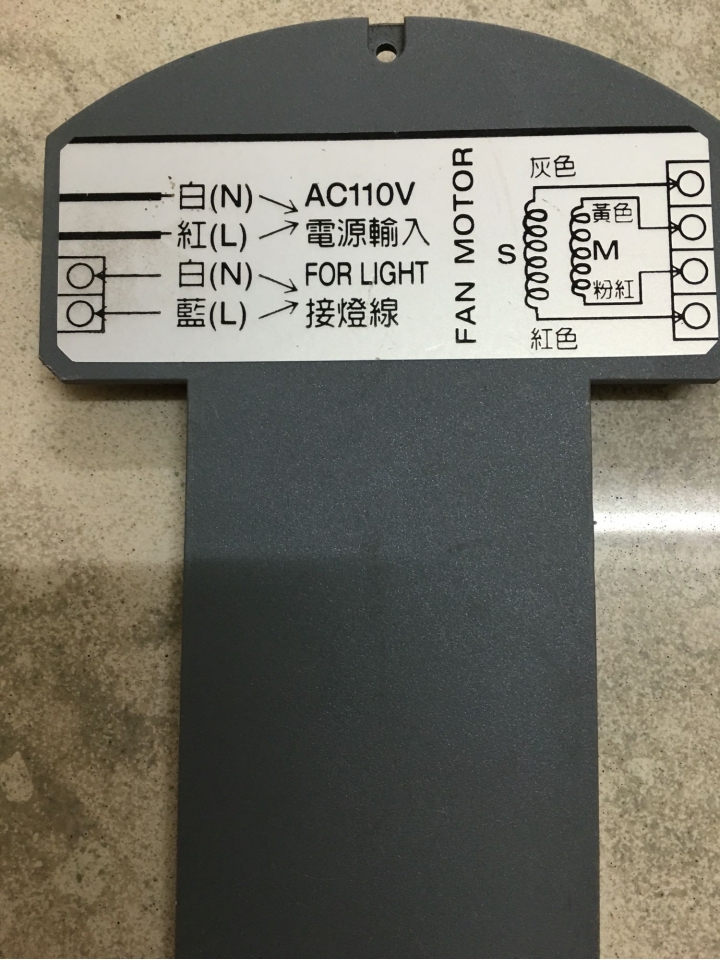 白(N) AC110V
紅(L) 電源輸入
白(N) FOR LIGHT
藍(L) 接燈線
FAN MOTOR
灰色
黃色
S
M
粉紅
紅色